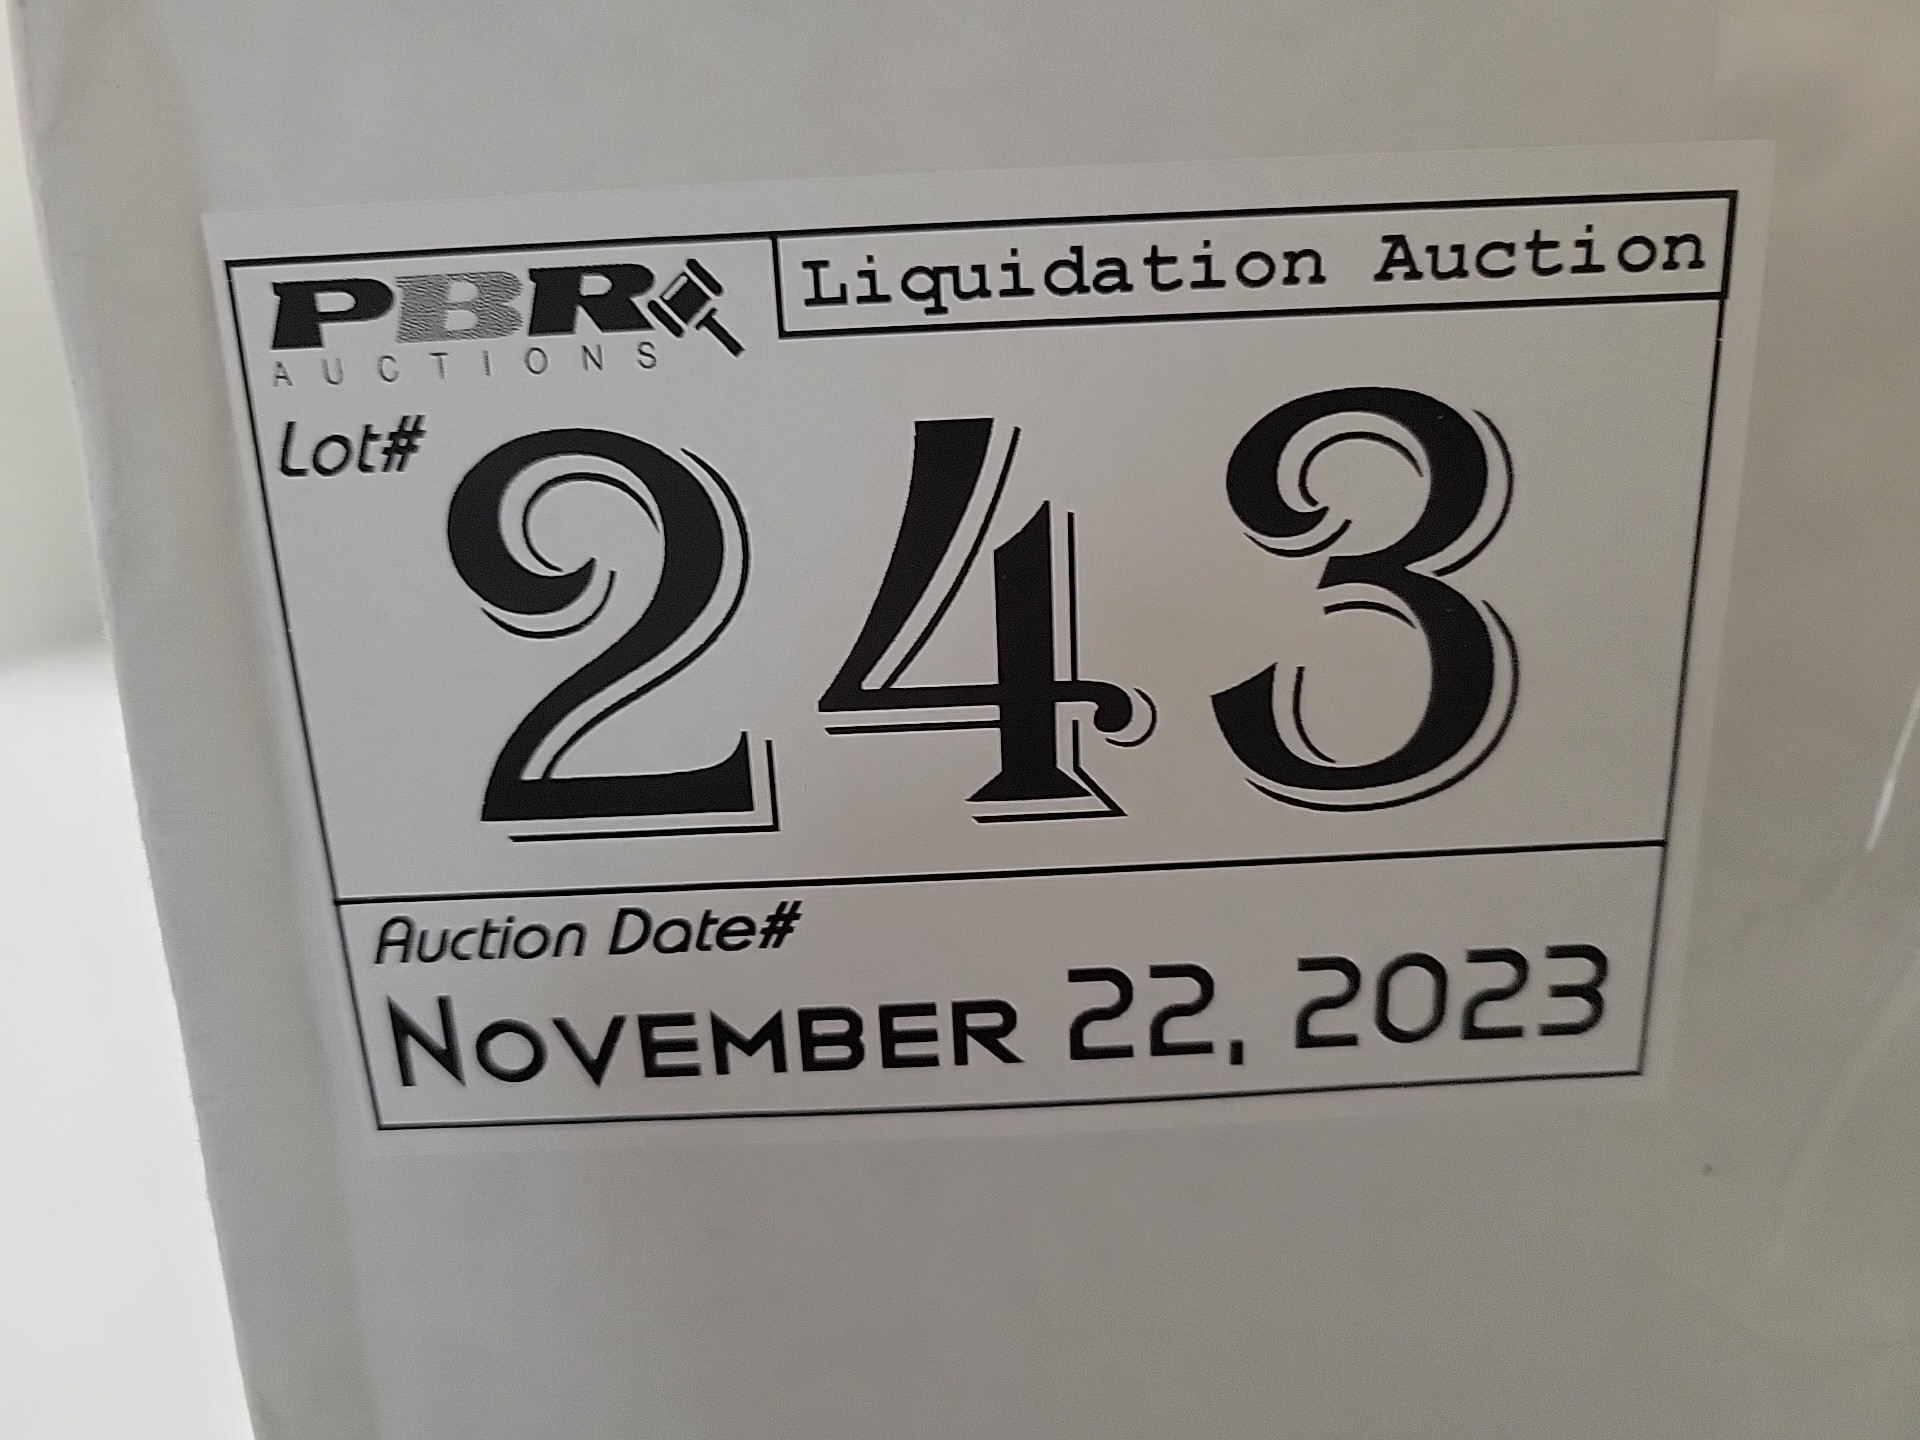 PBR
AUCTIONS
Liquidation Auction
Lot#
243
Auction Date#
NOVEMBER 22, 2023